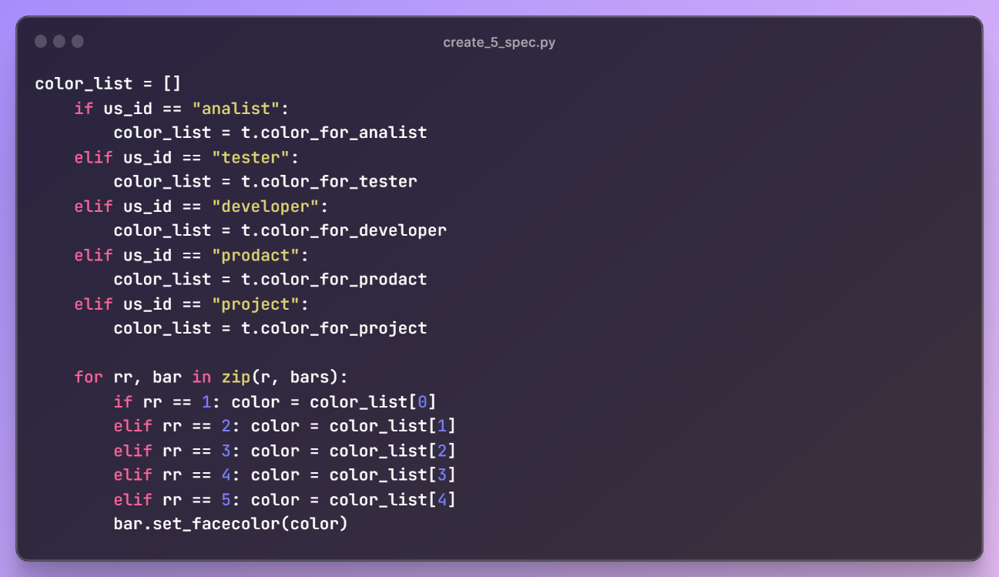 create_5_spec.py
color_list = []
    if us_id == "analist":
        color_list = t.color_for_analist
    elif us_id == "tester":
        color_list = t.color_for_tester
    elif us_id == "developer":
        color_list = t.color_for_developer
    elif us_id == "prodact":
        color_list = t.color_for_prodact
    elif us_id == "project":
        color_list = t.color_for_project

    for rr, bar in zip(r, bars):
        if rr == 1: color = color_list[0]
        elif rr == 2: color = color_list[1]
        elif rr == 3: color = color_list[2]
        elif rr == 4: color = color_list[3]
        elif rr == 5: color = color_list[4]
        bar.set_facecolor(color)